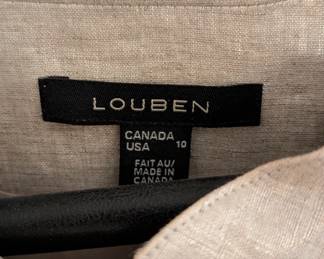 LOUBEN
CANADA
USA 10
FAIT AU/
MADE IN
CANADA